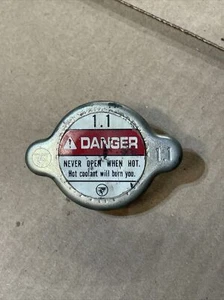 1.1
DANGER
NEVER OPEN WHEN HOT.
Hot coolant will burn you.
1.1